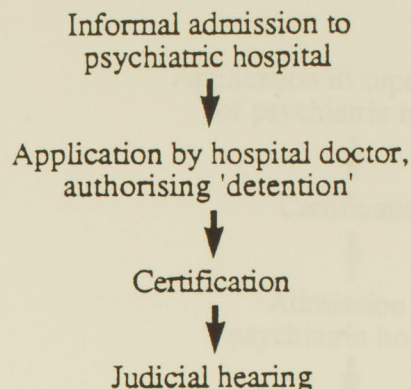 Informal admission to
psychiatric hospital
Application by hospital doctor,
authorising 'detention'
Certification
Judicial hearing